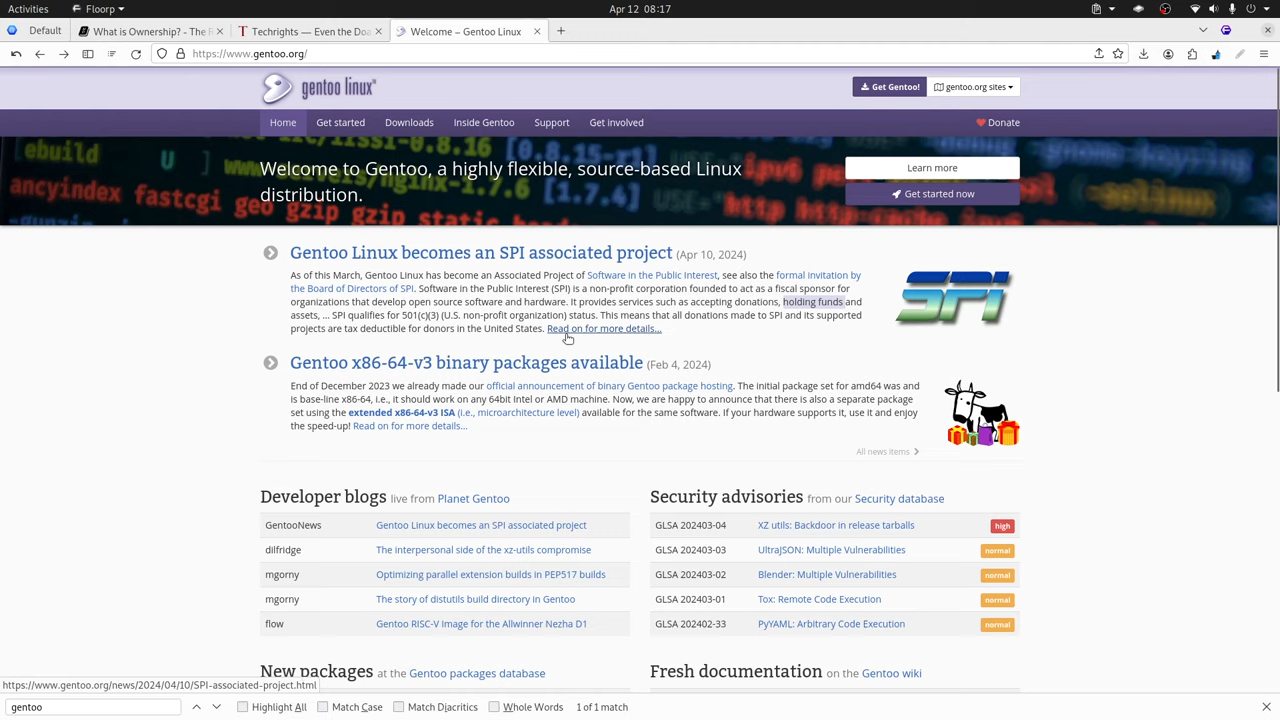 Activities
Floorp
Apr 12 08:17
Default
What is Ownership? - The R
Techrights — Even the Do
Welcome – Gentoo Linux
https://www.gentoo.org/
gentoo linux
Get Gentoo!
gentoo.org sites
Home
Get started
Downloads
Inside Gentoo
Support
Get involved
Donate
Welcome to Gentoo, a highly flexible, source-based Linux
distribution.
Learn more
Get started now
Gentoo Linux becomes an SPI associated project (Apr 10, 2024)
As of this March, Gentoo Linux has become an Associated Project of Software in the Public Interest, see also the formal invitation by
the Board of Directors of SPI. Software in the Public Interest (SPI) is a non-profit corporation founded to act as a fiscal sponsor for
organizations that develop open source software and hardware. It provides services such as accepting donations, holding funds and
assets, ... SPI qualifies for 501(c)(3) (U.S. non-profit organization) status. This means that all donations made to SPI and its supported
projects are tax deductible for donors in the United States. Read on for more details...
SPI
Gentoo x86-64-v3 binary packages available (Feb 4, 2024)
End of December 2023 we already made our official announcement of binary Gentoo package hosting. The initial package set for amd64 was and
is base-line x86-64, i.e., it should work on any 64bit Intel or AMD machine. Now, we are happy to announce that there is also a separate package
set using the extended x86-64-v3 ISA (i.e., microarchitecture level) available for the same software. If your hardware supports it, use it and enjoy
the speed-up! Read on for more details...
All news items
Developer blogs live from Planet Gentoo
GentooNews Gentoo Linux becomes an SPI associated project
dilfridge The interpersonal side of the xz-utils compromise
mgorny Optimizing parallel extension builds in PEP517 builds
mgorny The story of distutils build directory in Gentoo
flow Gentoo RISC-V Image for the Allwinner Nezha D1
Security advisories from our Security database
GLSA 202403-04 XZ utils: Backdoor in release tarballs high
GLSA 202403-03 UltraJSON: Multiple Vulnerabilities normal
GLSA 202403-02 Blender: Multiple Vulnerabilities normal
GLSA 202403-01 Tox: Remote Code Execution normal
GLSA 202402-33 PyYAML: Arbitrary Code Execution normal
New packages at the Gentoo packages database
Fresh documentation on the Gentoo wiki
https://www.gentoo.org/news/2024/04/10/SPI-associated-project.html
gentoo
Highlight All
Match Case
Match Diacritics
Whole Words
1 of 1 match